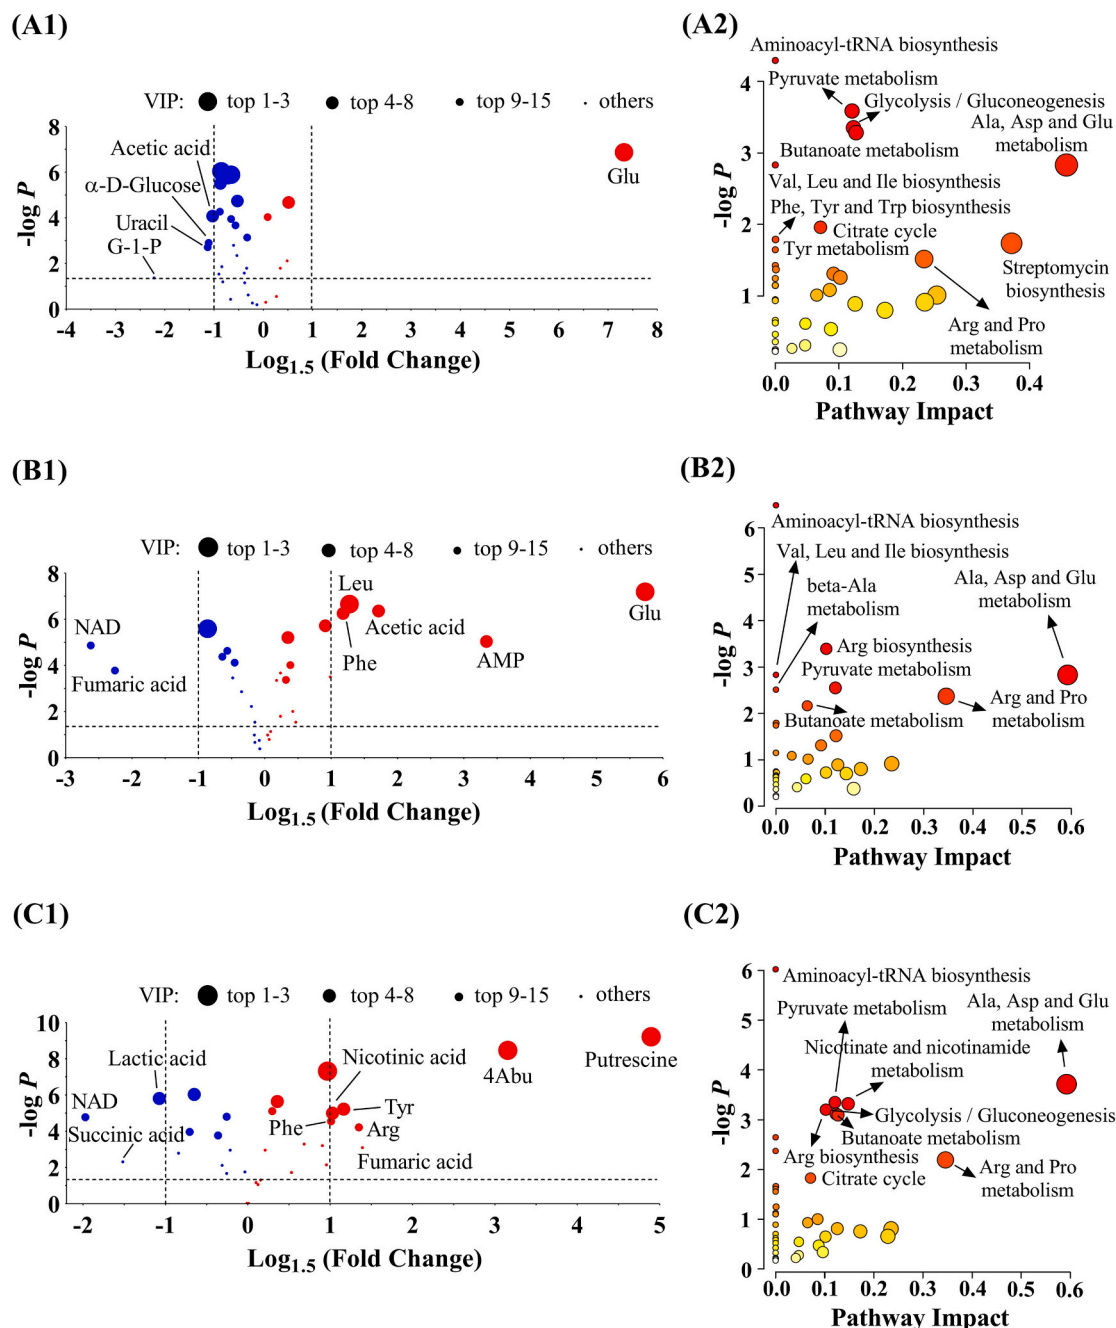 (A1)
VIP: top 1-3 top 4-8 top 9-15 others
8
6
4
2
0
-log P
Acetic acid
α-D-Glucose
Uracil
G-1-P
Glu
-4 -3 -2 -1 0 1 2 3 4 5 6 7 8
Log1.5 (Fold Change)
(A2)
Aminoacyl-tRNA biosynthesis
Pyruvate metabolism
Glycolysis / Gluconeogenesis
Ala, Asp and Glu
metabolism
Butanoate metabolism
Val, Leu and Ile biosynthesis
Phe, Tyr and Trp biosynthesis
Citrate cycle
Tyr metabolism
Streptomycin
biosynthesis
Arg and Pro
metabolism
4
3
2
1
-log P
0.0 0.1 0.2 0.3 0.4
Pathway Impact
(B1)
VIP: top 1-3 top 4-8 top 9-15 others
8
6
4
2
0
-log P
NAD
Fumaric acid
Leu
Acetic acid
Phe
AMP
Glu
-3 -2 -1 0 1 2 3 4 5 6
Log1.5 (Fold Change)
(B2)
Aminoacyl-tRNA biosynthesis
Val, Leu and Ile biosynthesis
beta-Ala
metabolism
Ala, Asp and Glu
metabolism
Arg biosynthesis
Pyruvate metabolism
Butanoate metabolism
Arg and Pro
metabolism
6
5
4
3
2
1
0
-log P
0.0 0.1 0.2 0.3 0.4 0.5 0.6
Pathway Impact
(C1)
VIP: top 1-3 top 4-8 top 9-15 others
10
8
6
4
2
0
-log P
Lactic acid
NAD
Succinic acid
Nicotinic acid
4Abu
Putrescine
Tyr
Phe
Arg
Fumaric acid
-2 -1 0 1 2 3 4 5
Log1.5 (Fold Change)
(C2)
Aminoacyl-tRNA biosynthesis
Pyruvate metabolism
Ala, Asp and Glu
metabolism
Nicotinate and nicotinamide
metabolism
Glycolysis / Gluconeogenesis
Butanoate metabolism
Arg biosynthesis
Citrate cycle
Arg and Pro
metabolism
6
5
4
3
2
1
0
-log P
0.0 0.1 0.2 0.3 0.4 0.5 0.6
Pathway Impact